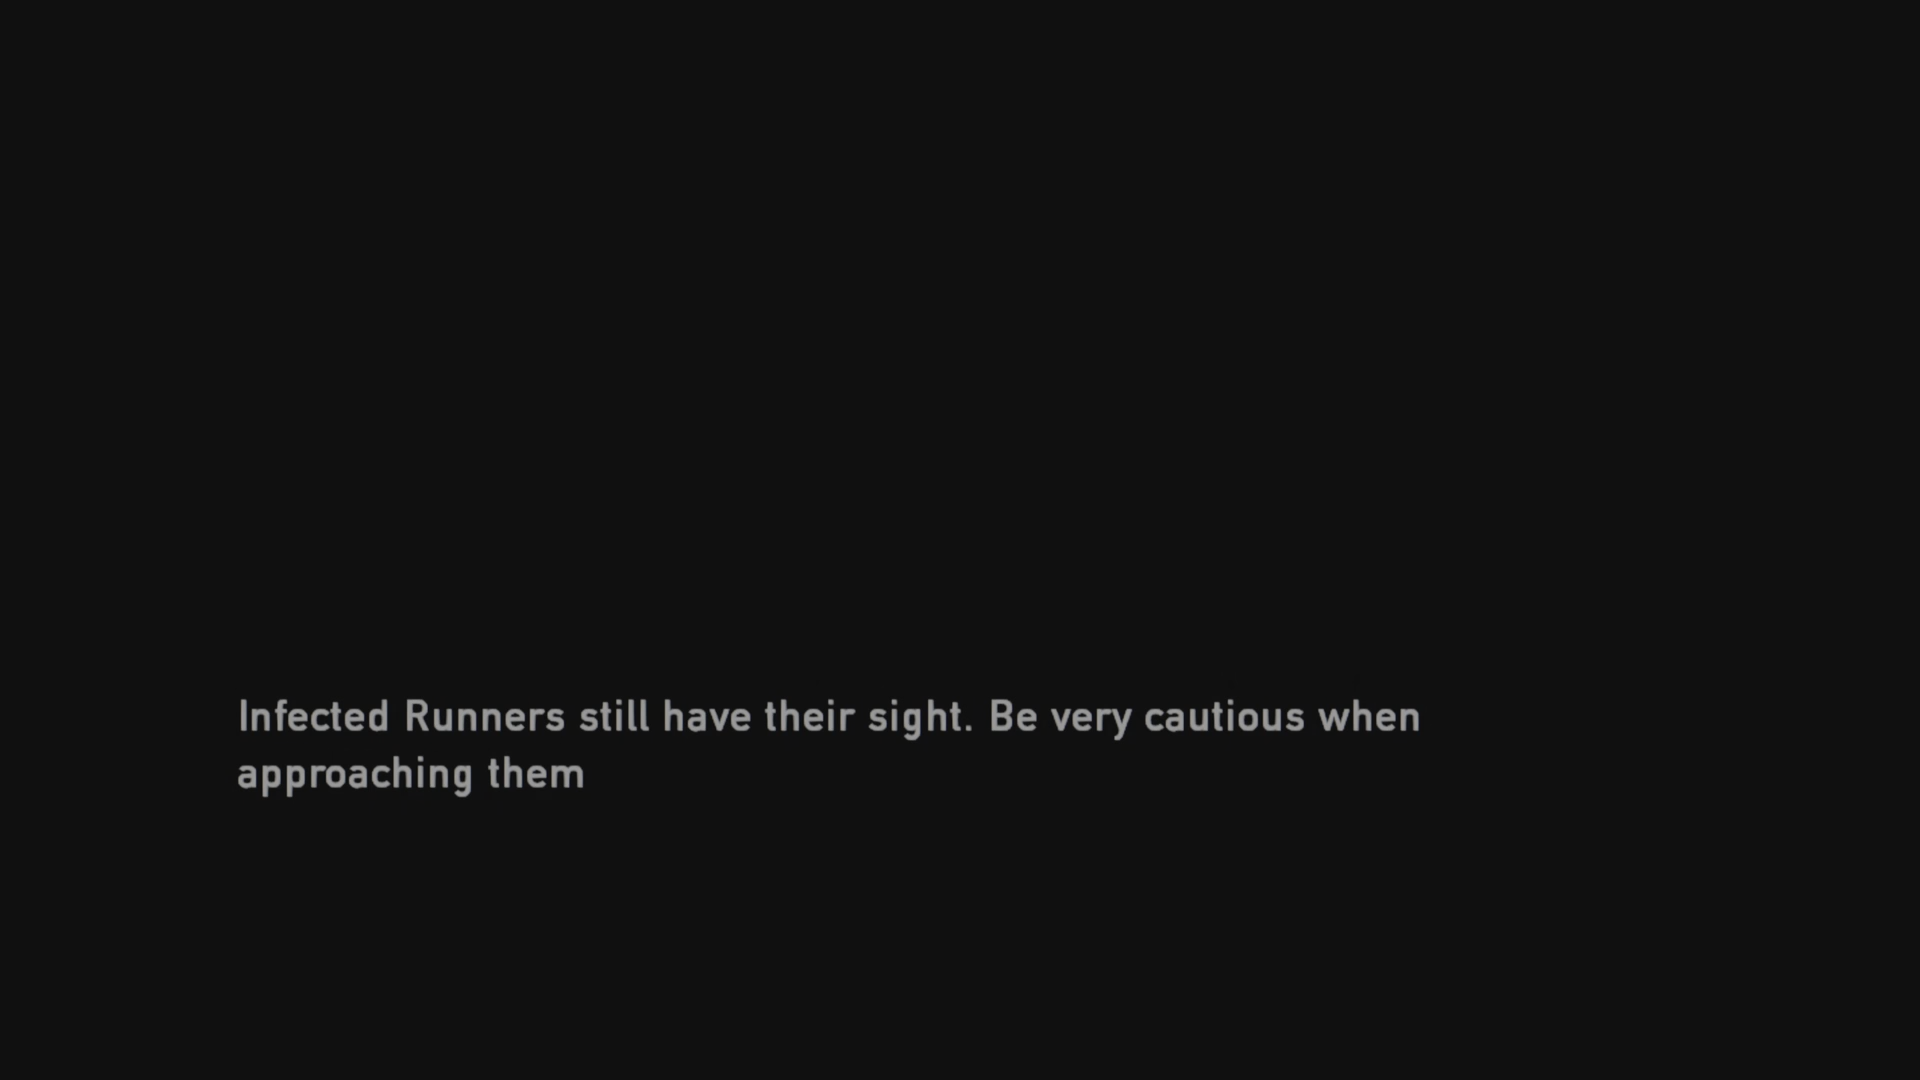 Infected Runners still have their sight. Be very cautious when
approaching them